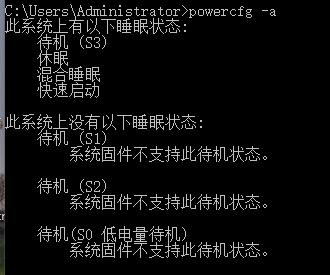 C:\Users\Administrator>powercfg -a
此系统上有以下睡眠状态:
待机 (S3)
休眠
混合睡眠
快速启动
此系统上没有以下睡眠状态:
待机 (S1)
系统固件不支持此待机状态。
待机 (S2)
系统固件不支持此待机状态。
待机(S0 低电量待机)
系统固件不支持此待机状态。